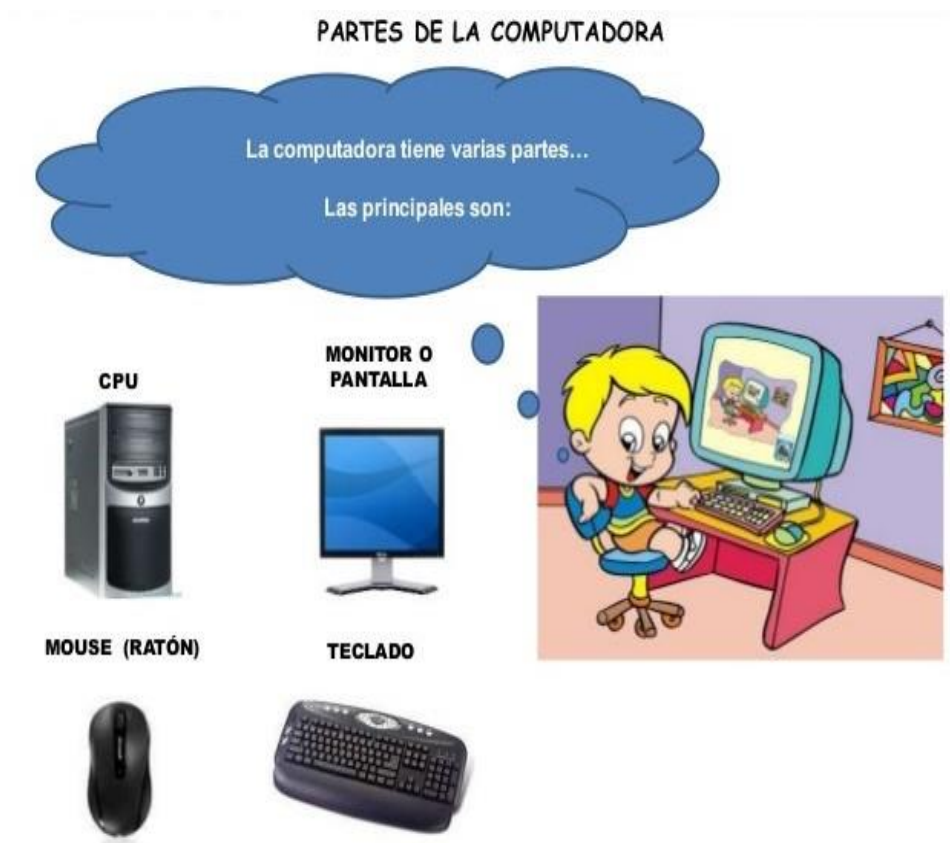 PARTES DE LA COMPUTADORA
La computadora tiene varias partes...
Las principales son:
CPU
MONITOR O
PANTALLA
MOUSE (RATÓN)
TECLADO